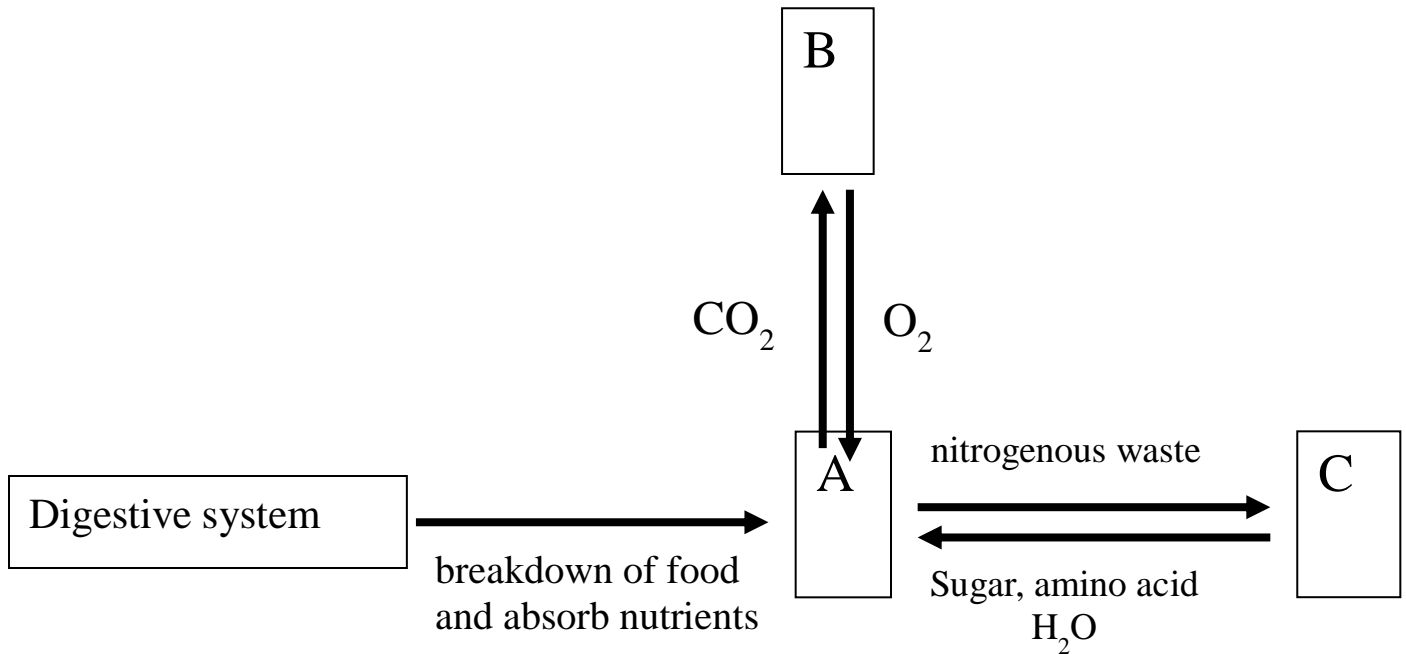 B
CO₂
O₂
A
nitrogenous waste
C
Digestive system
breakdown of food
and absorb nutrients
Sugar, amino acid
H₂O